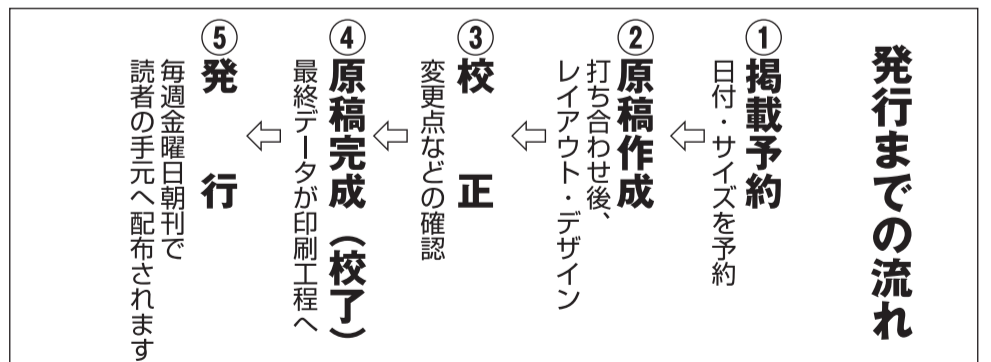 発行までの流れ
①掲載予約
日付・サイズを予約
②原稿作成
打ち合わせ後、
レイアウト・デザイン
③校正
変更点などの確認
④原稿完成（校了）
最終データが印刷工程へ
⑤発行
毎週金曜日朝刊で
読者の手元へ配布されます